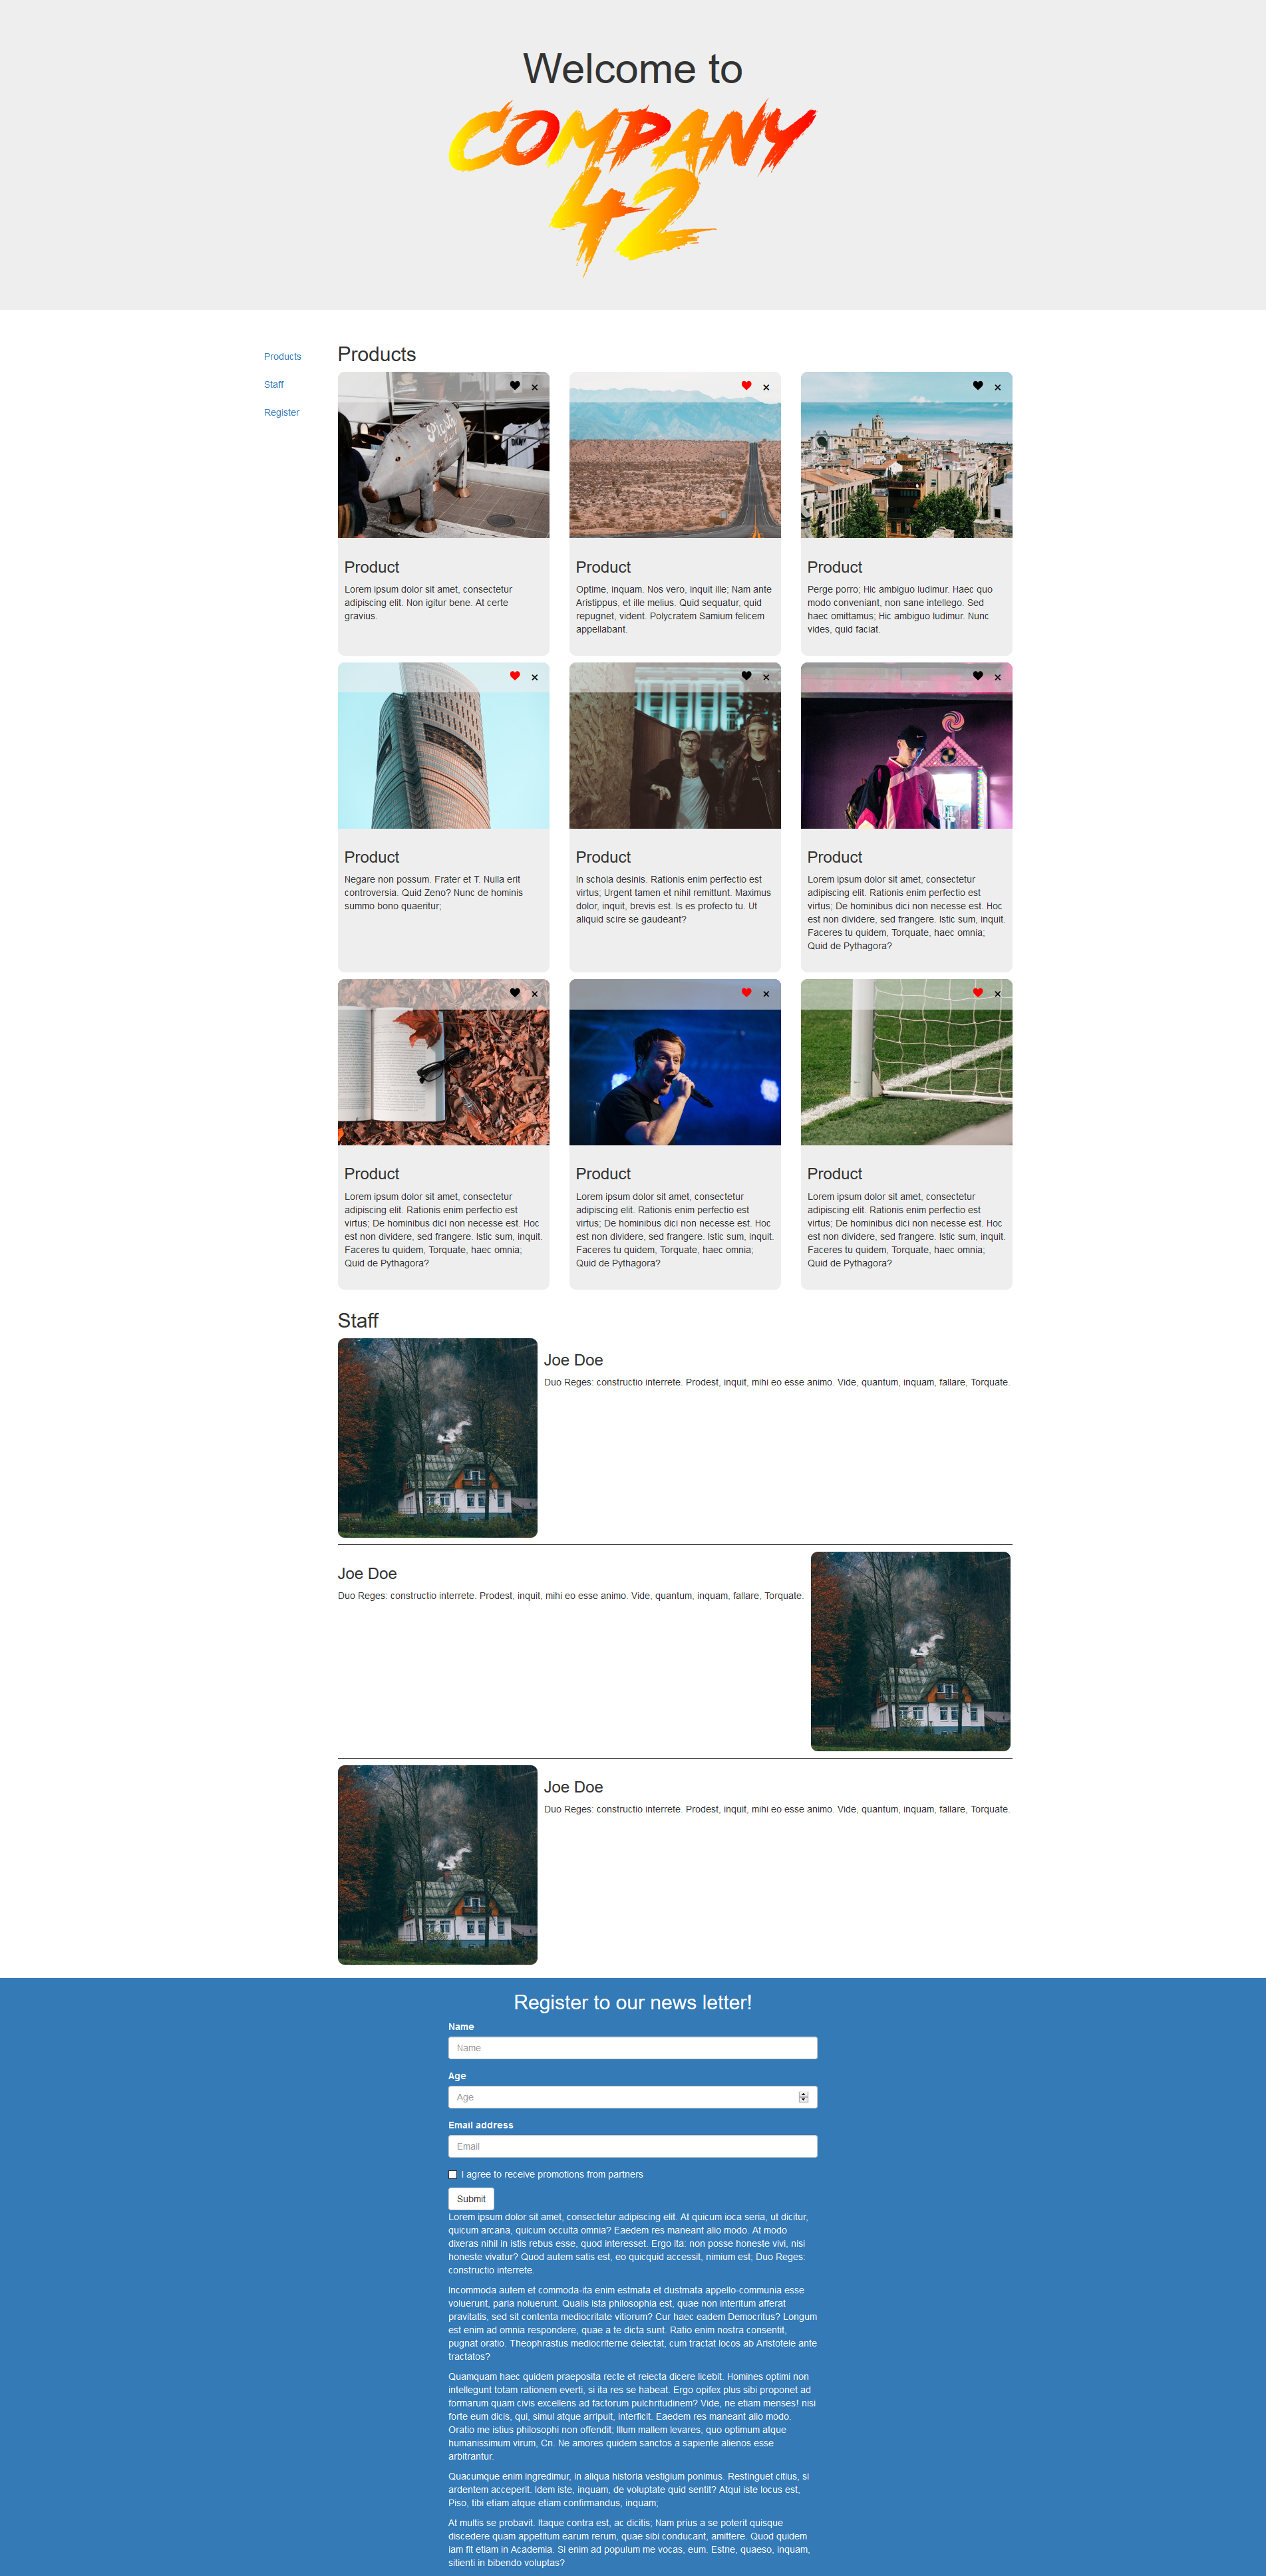 Welcome to
COMPANY
42
Products
Staff
Register
Products
Product
Lorem ipsum dolor sit amet, consectetur
adipiscing elit. Non igitur bene. At certe
gravius.
Product
Optime, inquam. Nos vero, inquit ille; Nam ante
Aristippus, et ille melius. Quid sequatur, quid
repugnet, vident. Polycratem Samium felicem
appellabant.
Product
Perge porro; Hic ambiguo ludimur. Haec quo
modo conveniant, non sane intellego. Sed
haec omittamus; Hic ambiguo ludimur. Nunc
vides, quid faciat.
Product
Negare non possum. Frater et T. Nulla erit
controversia. Quid Zeno? Nunc de hominis
summo bono quaeritur;
Product
In schola desinis. Rationis enim perfectio est
virtus; Urgent tamen et nihil remittunt. Maximus
dolor, inquit, brevis est. Is es profecto tu. Ut
aliquid scire se gaudeant?
Product
Lorem ipsum dolor sit amet, consectetur
adipiscing elit. Rationis enim perfectio est
virtus; De hominibus dici non necesse est. Hoc
est non dividere, sed frangere. Istic sum, inquit.
Faceres tu quidem, Torquate, haec omnia;
Quid de Pythagora?
Product
Lorem ipsum dolor sit amet, consectetur
adipiscing elit. Rationis enim perfectio est
virtus; De hominibus dici non necesse est. Hoc
est non dividere, sed frangere. Istic sum, inquit.
Faceres tu quidem, Torquate, haec omnia;
Quid de Pythagora?
Product
Lorem ipsum dolor sit amet, consectetur
adipiscing elit. Rationis enim perfectio est
virtus; De hominibus dici non necesse est. Hoc
est non dividere, sed frangere. Istic sum, inquit.
Faceres tu quidem, Torquate, haec omnia;
Quid de Pythagora?
Product
Lorem ipsum dolor sit amet, consectetur
adipiscing elit. Rationis enim perfectio est
virtus; De hominibus dici non necesse est. Hoc
est non dividere, sed frangere. Istic sum, inquit.
Faceres tu quidem, Torquate, haec omnia;
Quid de Pythagora?
Staff
Joe Doe
Duo Reges: constructio interrete. Prodest, inquit, mihi eo esse animo. Vide, quantum, inquam, fallare, Torquate.
Joe Doe
Duo Reges: constructio interrete. Prodest, inquit, mihi eo esse animo. Vide, quantum, inquam, fallare, Torquate.
Joe Doe
Duo Reges: constructio interrete. Prodest, inquit, mihi eo esse animo. Vide, quantum, inquam, fallare, Torquate.
Register to our news letter!
Name
Name
Age
Age
Email address
Email
I agree to receive promotions from partners
Submit
Lorem ipsum dolor sit amet, consectetur adipiscing elit. At quicum ioca seria, ut dicitur,
quicum arcana, quicum occulta omnia? Eaedem res maneant alio modo. At modo
dixeras nihil in istis rebus esse, quod interesset. Ergo ita: non posse honeste vivi, nisi
honeste vivatur? Quod autem satis est, eo quicquid accessit, nimium est; Duo Reges:
constructio interrete.
Incommoda autem et commoda-ita enim estmata et dustmata appello-communia esse
voluerunt, paria noluerunt. Qualis ista philosophia est, quae non interitum afferat
pravitatis, sed sit contenta mediocritate vitiorum? Cur haec eadem Democritus? Longum
est enim ad omnia respondere, quae a te dicta sunt. Ratio enim nostra consentit,
pugnat oratio. Theophrastus mediocriterne delectat, cum tractat locos ab Aristotele ante
tractatos?
Quamquam haec quidem praeposita recte et reiecta dicere licebit. Homines optimi non
intellegunt totam rationem everti, si ita res se habeat. Ergo opifex plus sibi proponet ad
formarum quam civis excellens ad factorum pulchritudinem? Vide, ne etiam menses! nisi
forte eum dicis, qui, simul atque arripuit, interficit. Eaedem res maneant alio modo.
Oratio me istius philosophi non offendit; Illum mallem levares, quo optimum atque
humanissimum virum, Cn. Ne amores quidem sanctos a sapiente alienos esse
arbitrantur.
Quacumque enim ingredimur, in aliqua historia vestigium ponimus. Restinguet citius, si
ardentem acceperit. Idem iste, inquam, de voluptate quid sentit? Atqui iste locus est,
Piso, tibi etiam atque etiam confirmandus, inquam;
At multis se probavit. Itaque contra est, ac dicitis; Nam prius a se poterit quisque
discedere quam appetitum earum rerum, quae sibi conducant, amittere. Quod quidem
iam fit etiam in Academia. Si enim ad populum me vocas, eum. Estne, quaeso, inquam,
sitienti in bibendo voluptas?